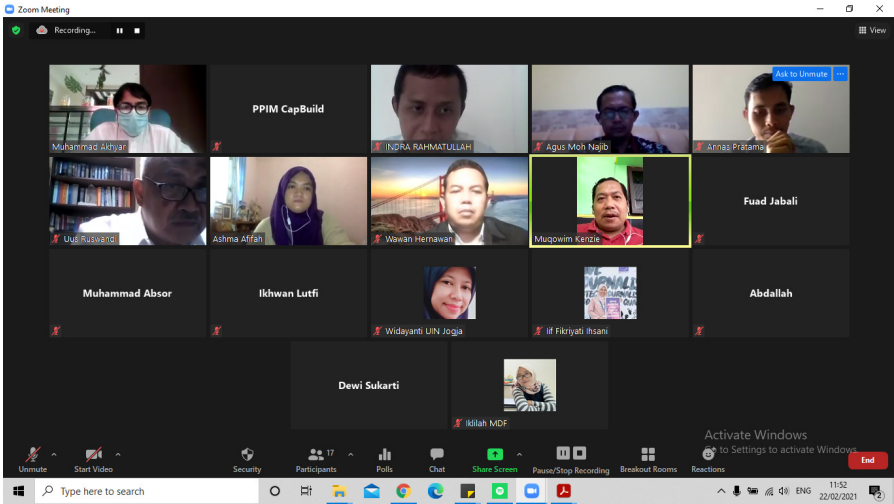 Zoom Meeting
Recording...
View
Ask to Unmute
Muhammad Akhyar
PPIM CapBuild
INDRA RAHMATULLAH
Agus Moh Najib
Annas Pratama
Uus Ruswandi
Ashma Afifah
Wawan Hernawan
Muqowim Kenzie
Fuad Jabali
Muhammad Absor
Ikhwan Lutfi
Widayanti UIN Jogja
Iif Fikriyati Ihsani
Abdallah
Dewi Sukarti
Iklilah MDF
Activate Windows
Go to Settings to activate Windows.
Unmute
Start Video
Security
17
Participants
Polls
Chat
Share Screen
Pause/Stop Recording
Breakout Rooms
Reactions
End
Type here to search
ENG
11:52
22/02/2021
2